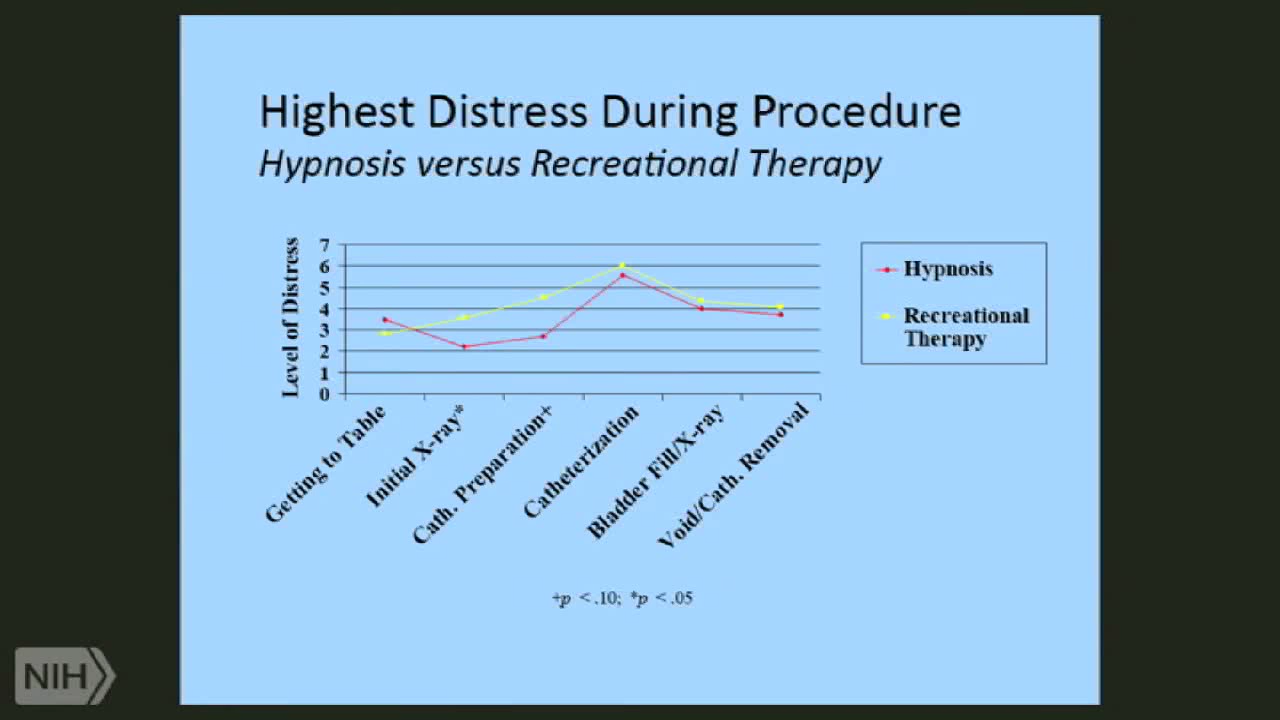 Highest Distress During Procedure
Hypnosis versus Recreational Therapy
Level of Distress
7
6
5
4
3
2
1
0
Getting to Table
Initial X-ray*
Cath. Preparation+
Catheterization
Bladder Fill/X-ray
Void/Cath. Removal
Hypnosis
Recreational
Therapy
+p < .10; *p < .05
NIH